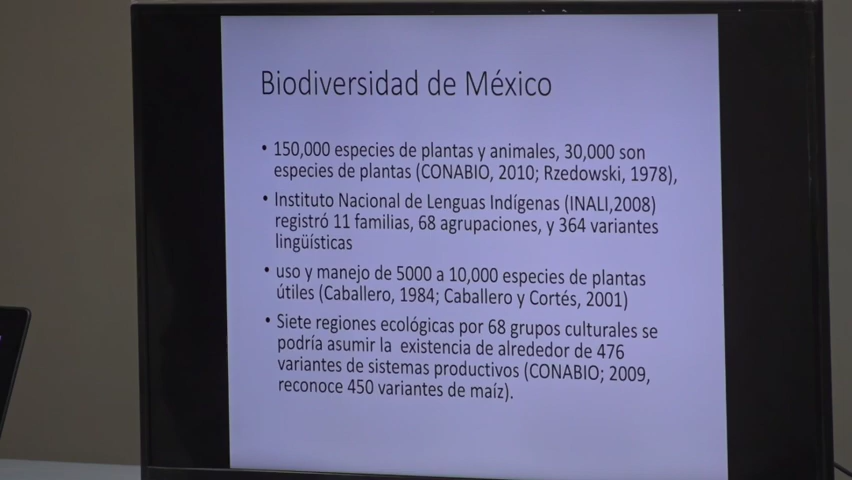 Biodiversidad de México
• 150,000 especies de plantas y animales, 30,000 son
especies de plantas (CONABIO, 2010; Rzedowski, 1978),
• Instituto Nacional de Lenguas Indígenas (INALI,2008)
registró 11 familias, 68 agrupaciones, y 364 variantes
lingüísticas
• uso y manejo de 5000 a 10,000 especies de plantas
útiles (Caballero, 1984; Caballero y Cortés, 2001)
• Siete regiones ecológicas por 68 grupos culturales se
podría asumir la existencia de alrededor de 476
variantes de sistemas productivos (CONABIO; 2009,
reconoce 450 variantes de maíz).